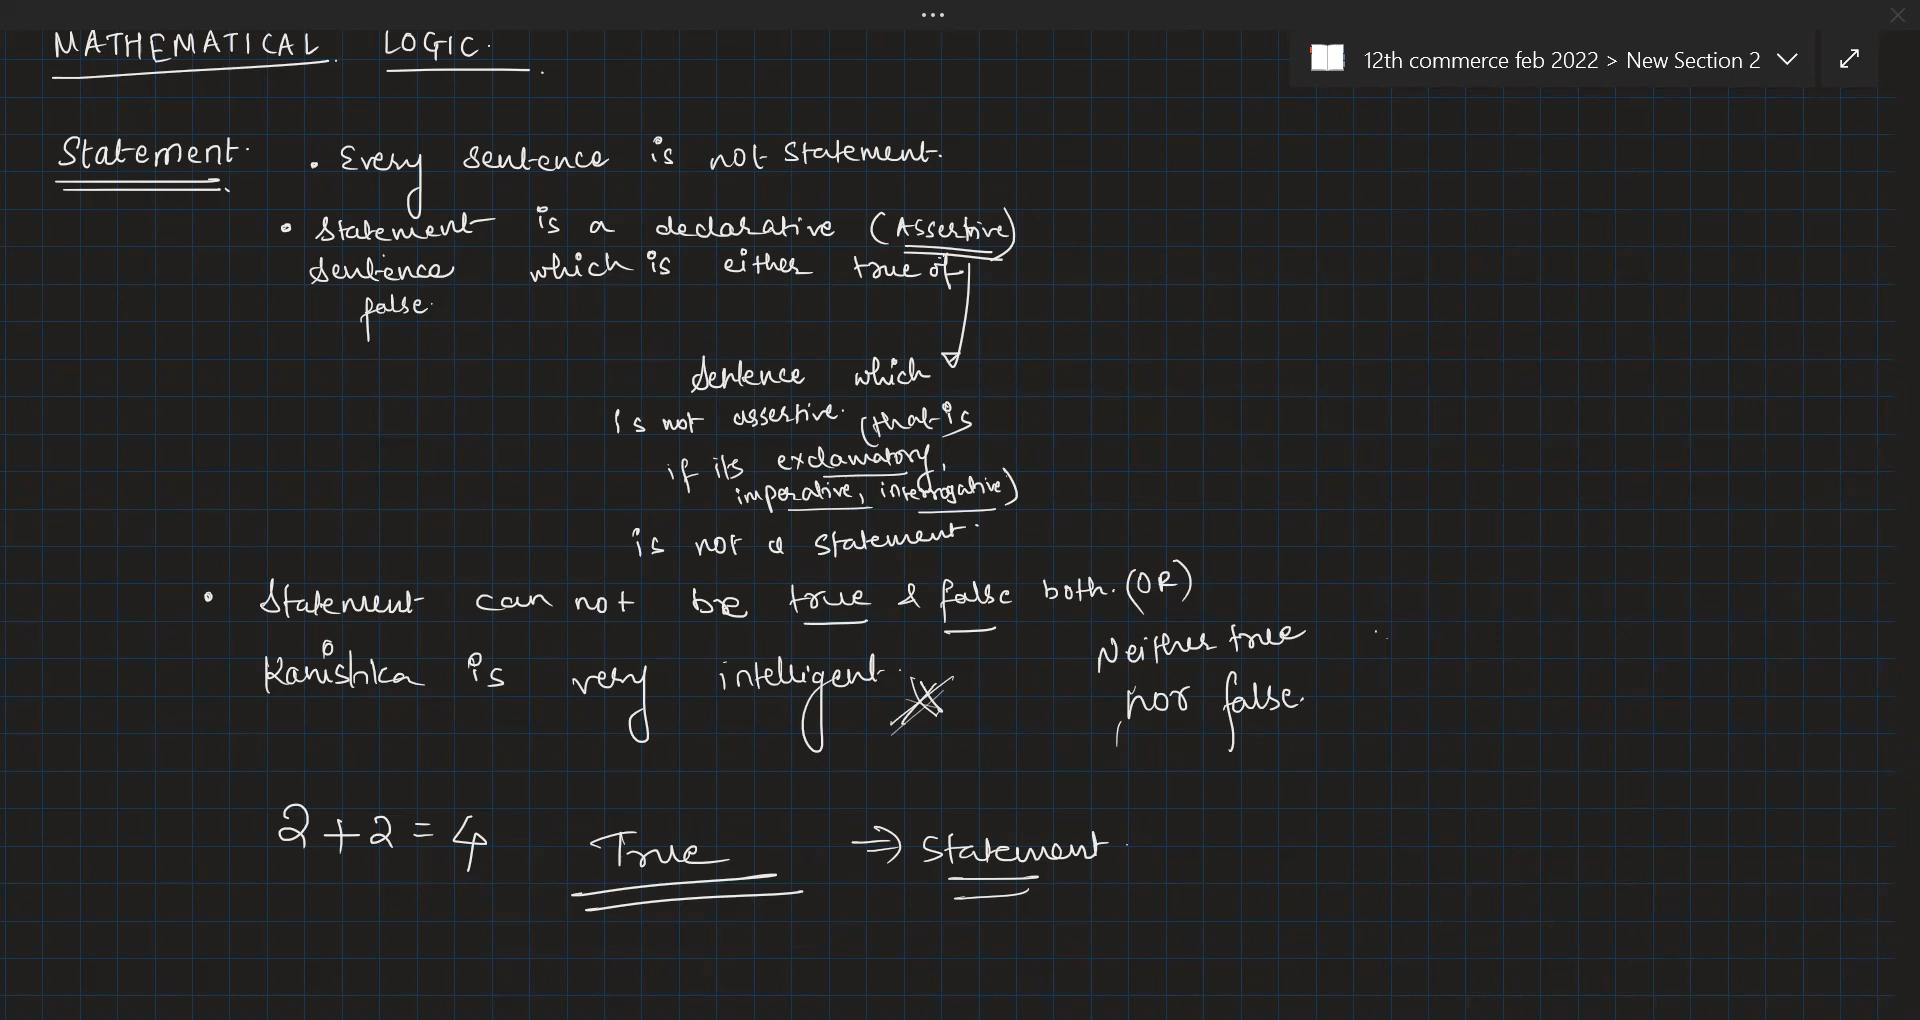 MATHEMATICAL LOGIC.
12th commerce feb 2022 > New Section 2
Statement.
• Every sentence is not statement.
• Statement is a declarative (Assertive)
sentence which is either true of
false.
Sentence which
is not assertive. (that is
if its exclamatory,
imperative, interrogative)
is not a statement.
• Statement can not be true & false both. (OR)
Neither true
nor false.
Kanishka is very intelligent.
2+2=4 True ⇒ Statement.